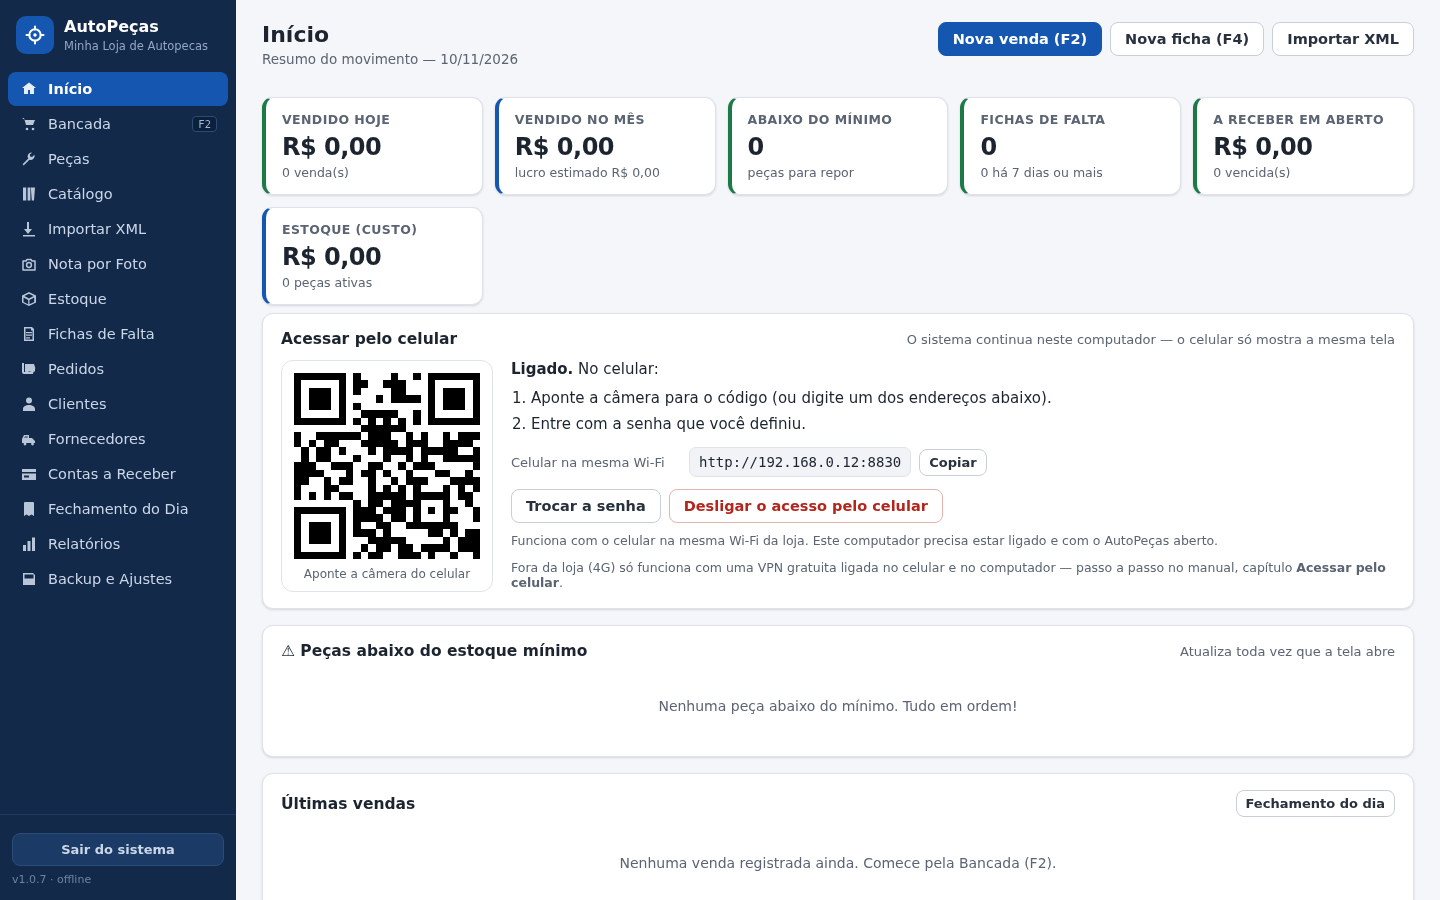 AutoPeças
Minha Loja de Autopecas
Início
Bancada F2
Peças
Catálogo
Importar XML
Nota por Foto
Estoque
Fichas de Falta
Pedidos
Clientes
Fornecedores
Contas a Receber
Fechamento do Dia
Relatórios
Backup e Ajustes
Sair do sistema
v1.0.7 · offline
Início
Resumo do movimento — 10/11/2026
Nova venda (F2) Nova ficha (F4) Importar XML
VENDIDO HOJE
R$ 0,00
0 venda(s)
VENDIDO NO MÊS
R$ 0,00
lucro estimado R$ 0,00
ABAIXO DO MÍNIMO
0
peças para repor
FICHAS DE FALTA
0
0 há 7 dias ou mais
A RECEBER EM ABERTO
R$ 0,00
0 vencida(s)
ESTOQUE (CUSTO)
R$ 0,00
0 peças ativas
Acessar pelo celular
O sistema continua neste computador — o celular só mostra a mesma tela
Aponte a câmera do celular
Ligado. No celular:
1. Aponte a câmera para o código (ou digite um dos endereços abaixo).
2. Entre com a senha que você definiu.
Celular na mesma Wi-Fi http://192.168.0.12:8830 Copiar
Trocar a senha Desligar o acesso pelo celular
Funciona com o celular na mesma Wi-Fi da loja. Este computador precisa estar ligado e com o AutoPeças aberto.
Fora da loja (4G) só funciona com uma VPN gratuita ligada no celular e no computador — passo a passo no manual, capítulo Acessar pelo
celular.
⚠ Peças abaixo do estoque mínimo
Atualiza toda vez que a tela abre
Nenhuma peça abaixo do mínimo. Tudo em ordem!
Últimas vendas
Fechamento do dia
Nenhuma venda registrada ainda. Comece pela Bancada (F2).